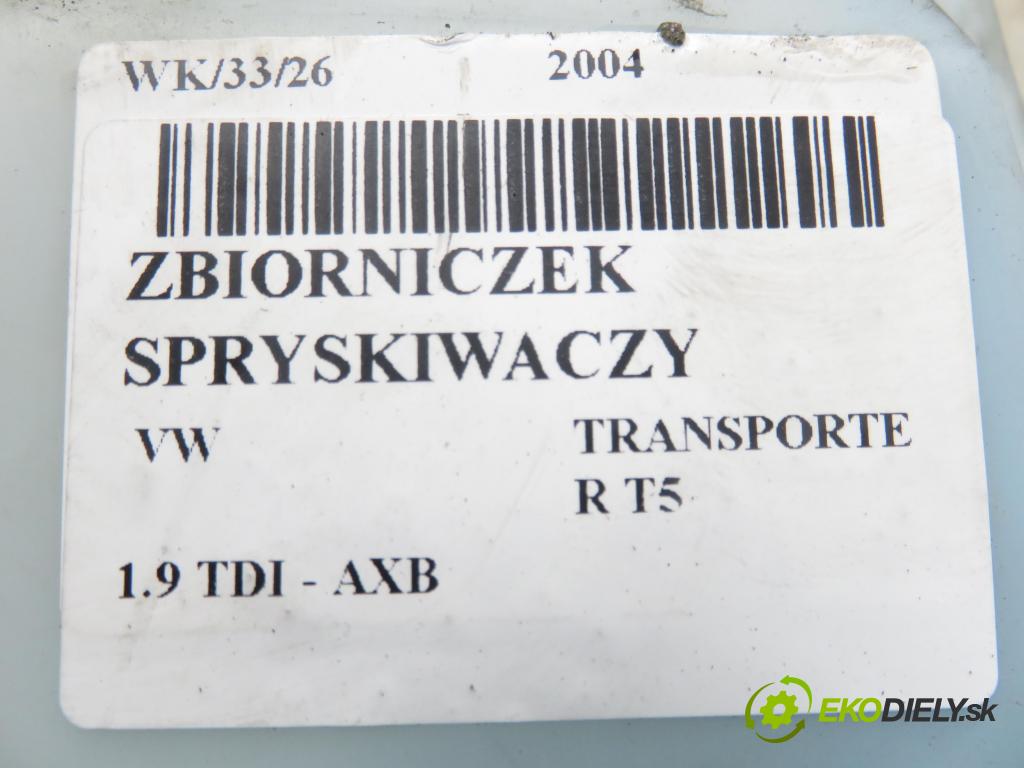 WK/33/26 2004
ZBIORNICZEK
SPRYSKIWACZY
VW TRANSPORTE
R T5
1.9 TDI - AXB
EKODIELY.sk